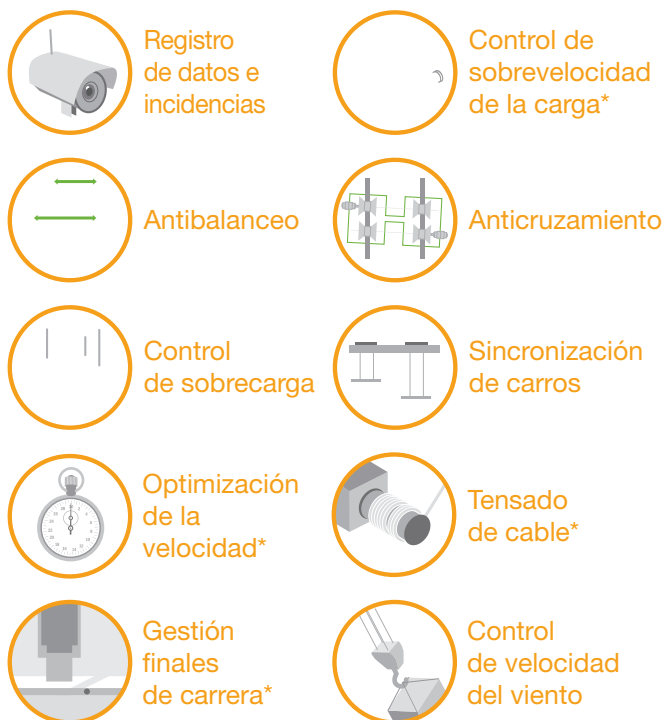 Registro
de datos e
incidencias
Control de
sobrevelocidad
de la carga*
Antibalanceo
Anticruzamiento
Control
de sobrecarga
Sincronización
de carros
Optimización
de la
velocidad*
Tensado
de cable*
Gestión
finales
de carrera*
Control
de velocidad
del viento